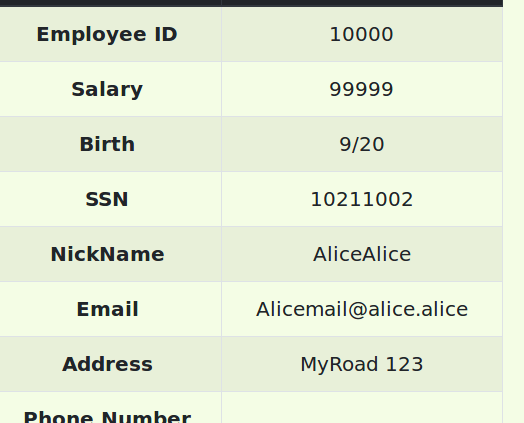 Employee ID 10000
Salary 99999
Birth 9/20
SSN 10211002
NickName AliceAlice
Email Alicemail@alice.alice
Address MyRoad 123
Phone Number